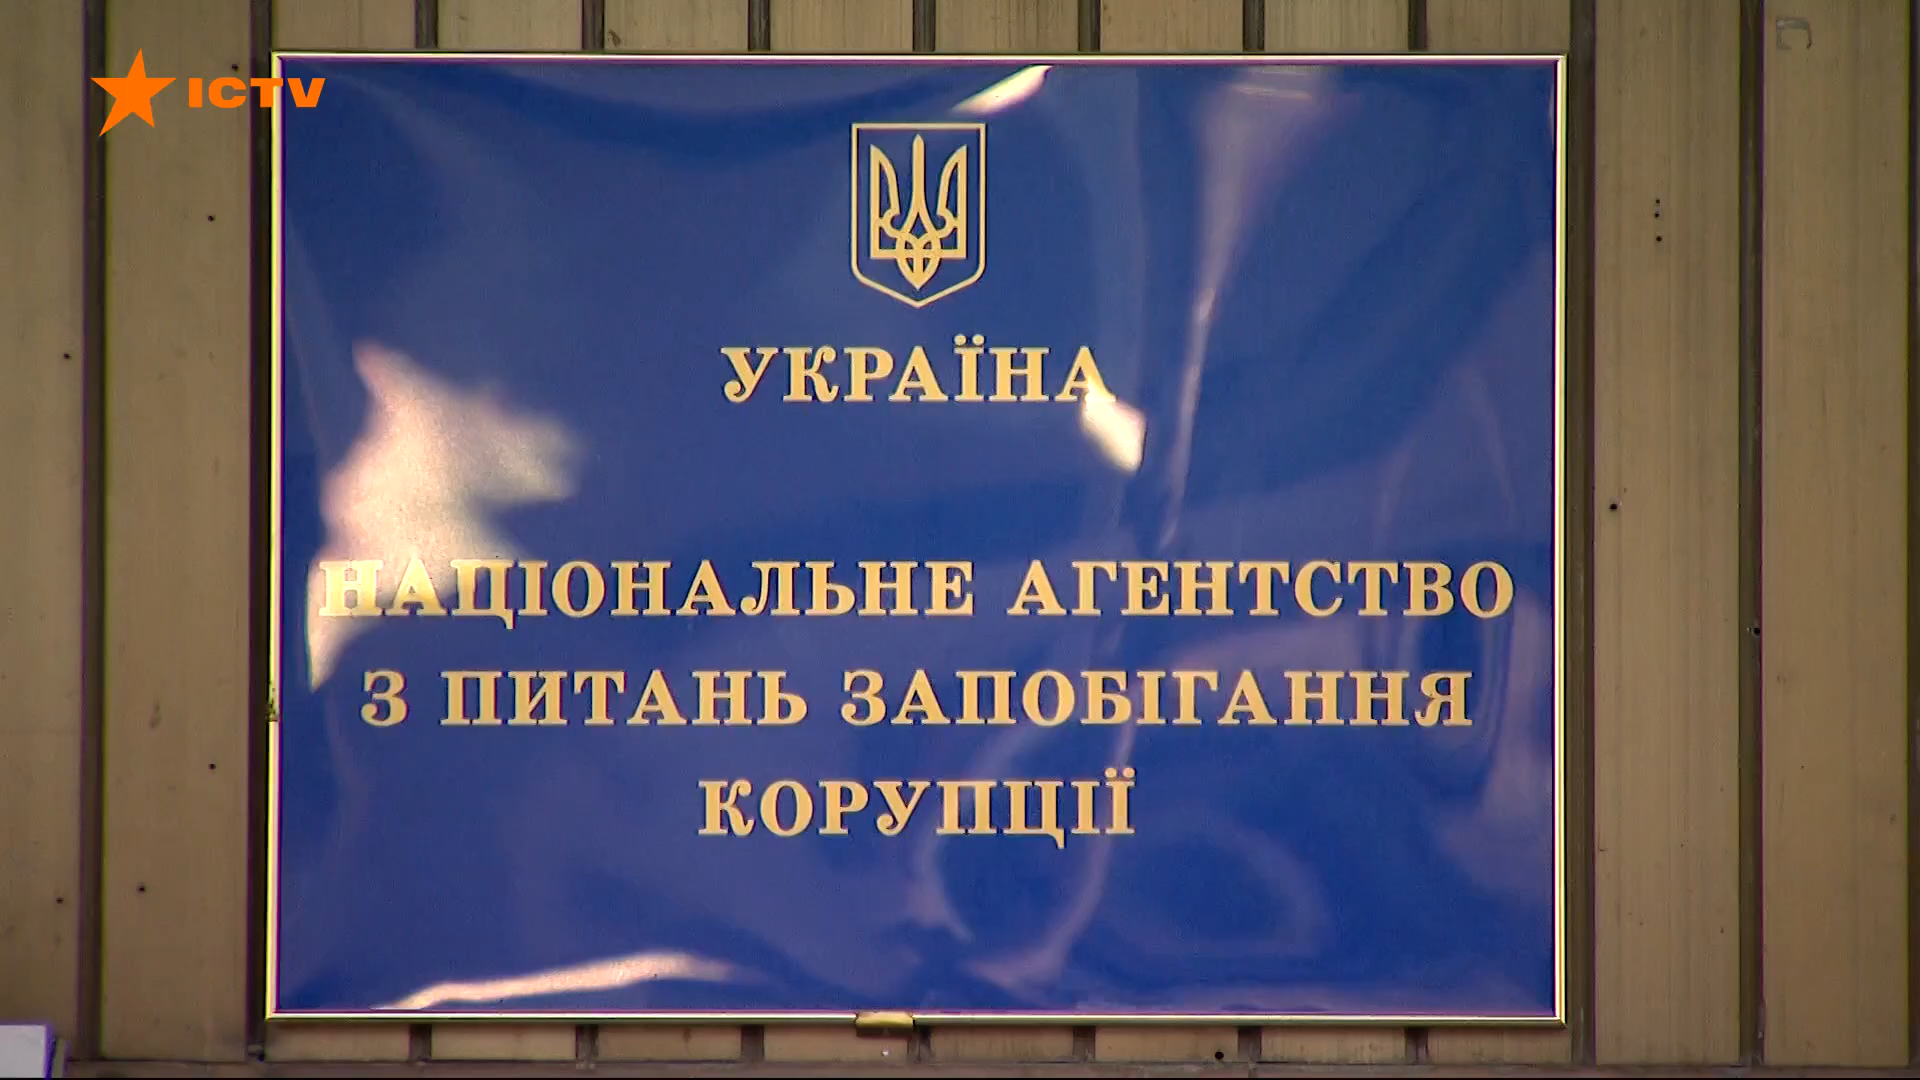 ICTV
УКРАЇНА
НАЦІОНАЛЬНЕ АГЕНТСТВО
З ПИТАНЬ ЗАПОБІГАННЯ
КОРУПЦІЇ